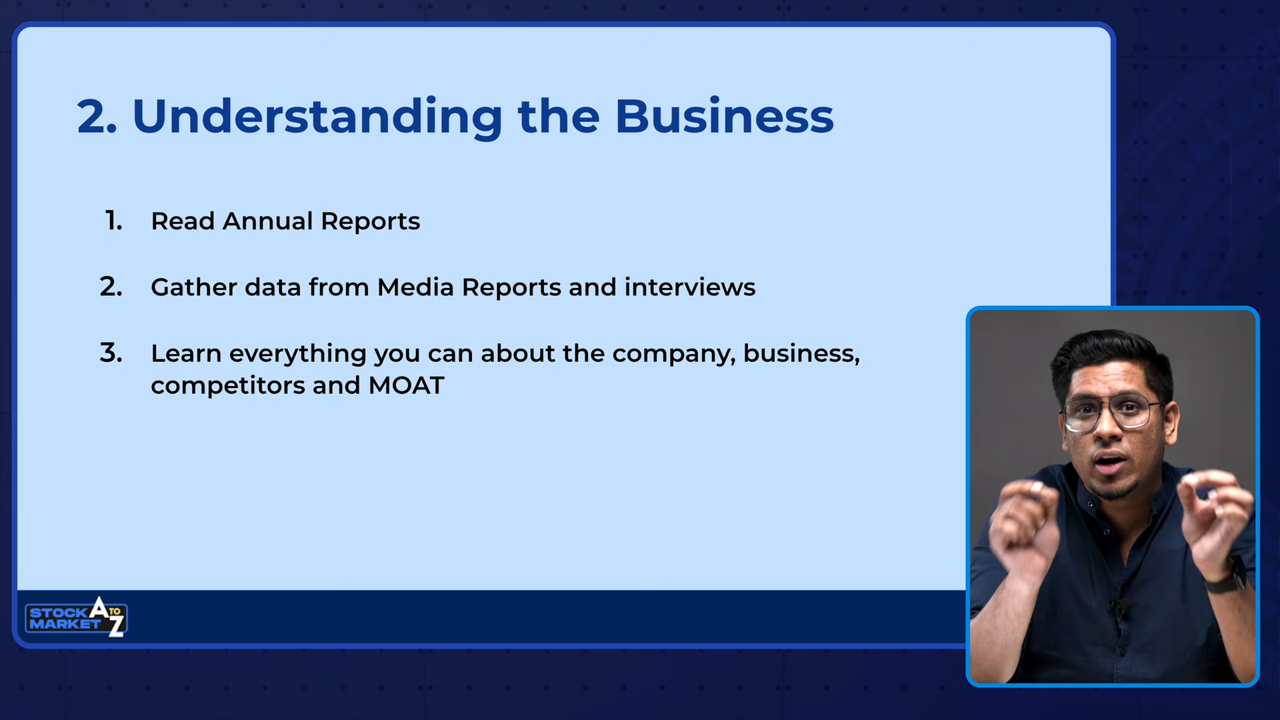 2. Understanding the Business
1. Read Annual Reports
2. Gather data from Media Reports and interviews
3. Learn everything you can about the company, business,
competitors and MOAT
STOCK
MARKET
A TO Z